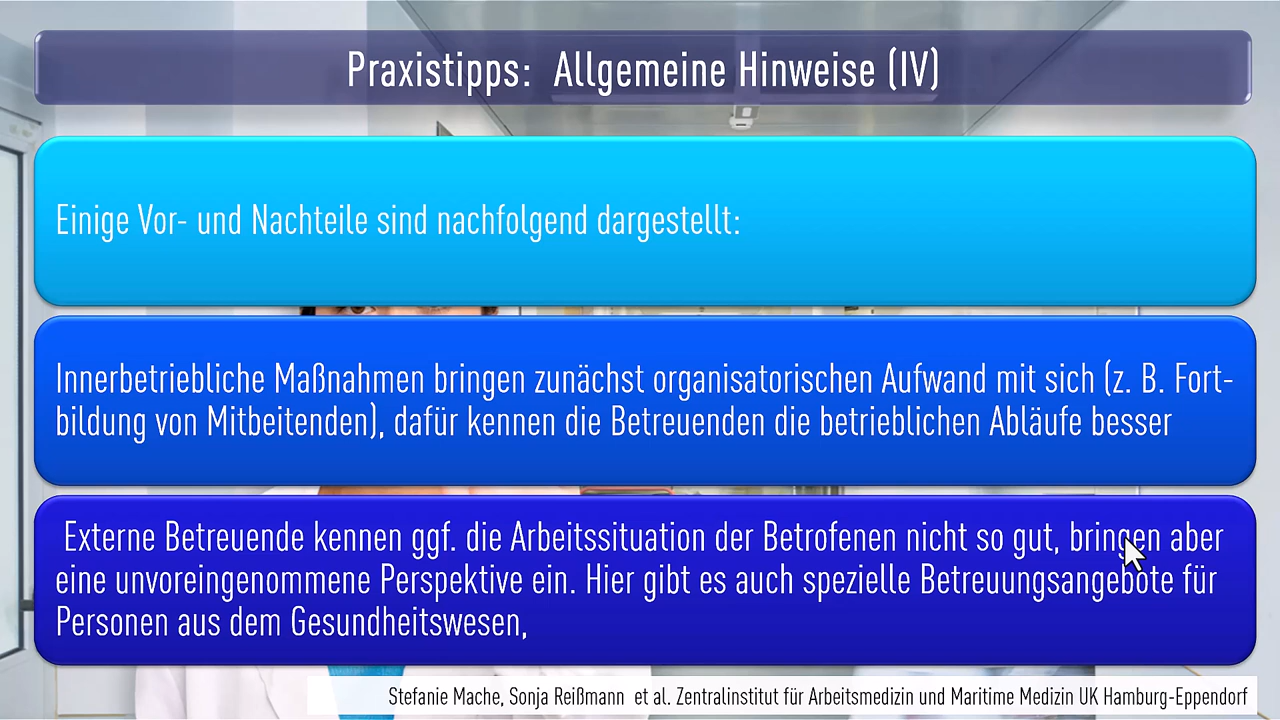 Praxistipps: Allgemeine Hinweise (IV)
Einige Vor- und Nachteile sind nachfolgend dargestellt:
Innerbetriebliche Maßnahmen bringen zunächst organisatorischen Aufwand mit sich (z. B. Fort-
bildung von Mitbeitenden), dafür kennen die Betreuenden die betrieblichen Abläufe besser
Externe Betreuende kennen ggf. die Arbeitssituation der Betrofenen nicht so gut, bringen aber
eine unvoreingenommene Perspektive ein. Hier gibt es auch spezielle Betreuungsangebote für
Personen aus dem Gesundheitswesen,
Stefanie Mache, Sonja Reißmann et al. Zentralinstitut für Arbeitsmedizin und Maritime Medizin UK Hamburg-Eppendorf